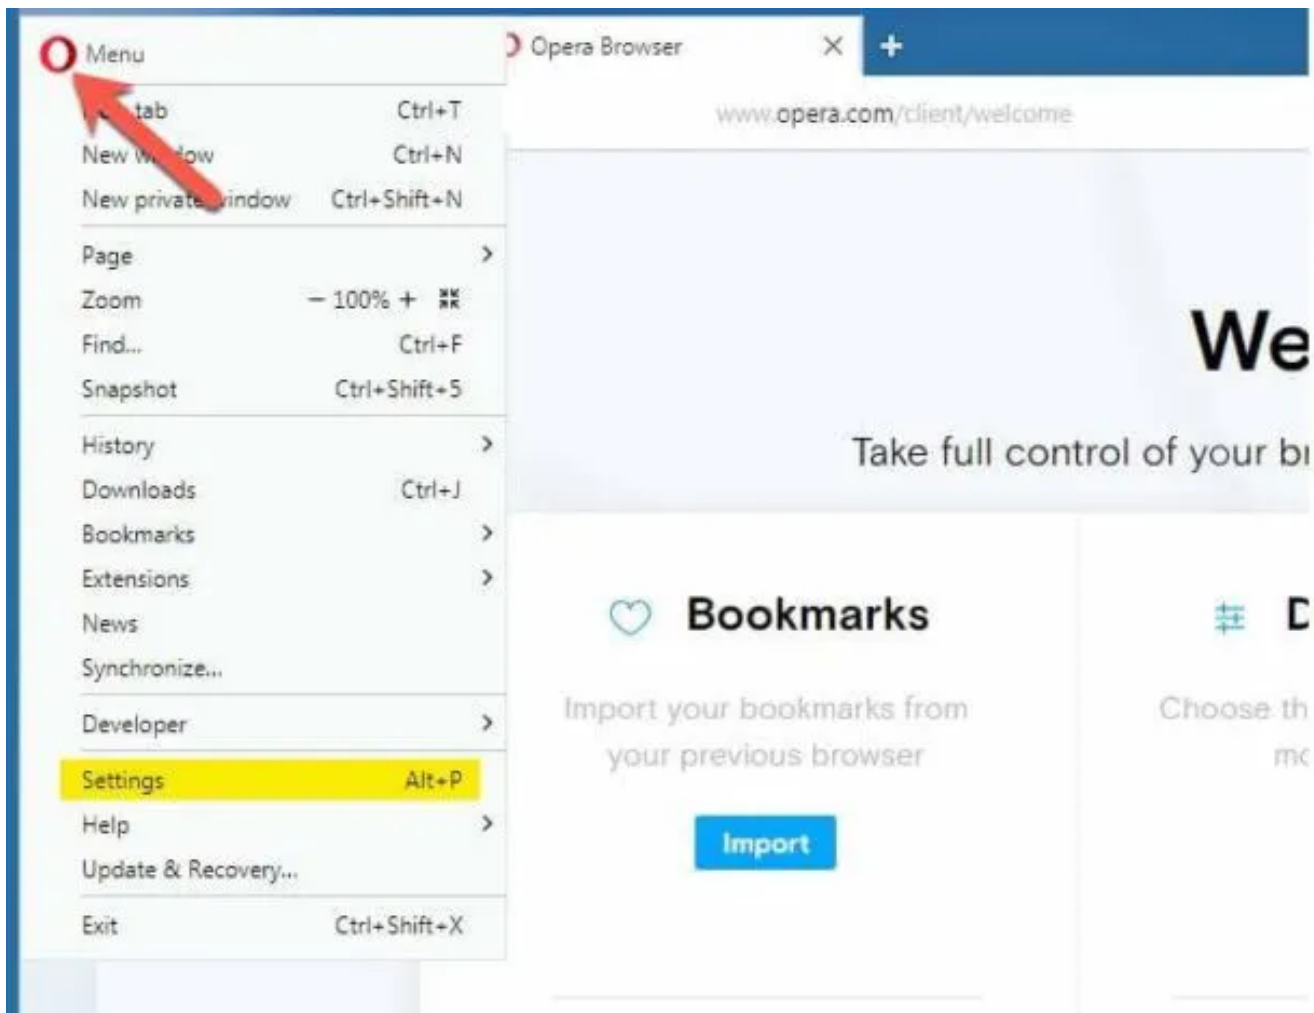 Menu
Opera Browser
tab Ctrl+T
www.opera.com/client/welcome
New window Ctrl+N
New private window Ctrl+Shift+N
Page
Zoom - 100% +
Find... Ctrl+F
Snapshot Ctrl+Shift+5
We
Take full control of your
History
Downloads Ctrl+J
Bookmarks
Extensions
News
Synchronize...
Developer
Settings Alt+P
Help
Update & Recovery...
Exit Ctrl+Shift+X
Bookmarks
Import your bookmarks from
your previous browser
Import
D
Choose th
mo